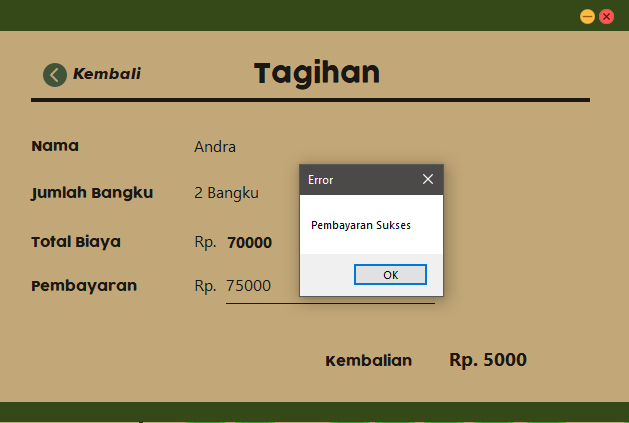 Kembali
Tagihan
Nama
Andra
Jumlah Bangku
2 Bangku
Total Biaya
Rp. 70000
Pembayaran
Rp. 75000
Error
Pembayaran Sukses
OK
Kembalian
Rp. 5000